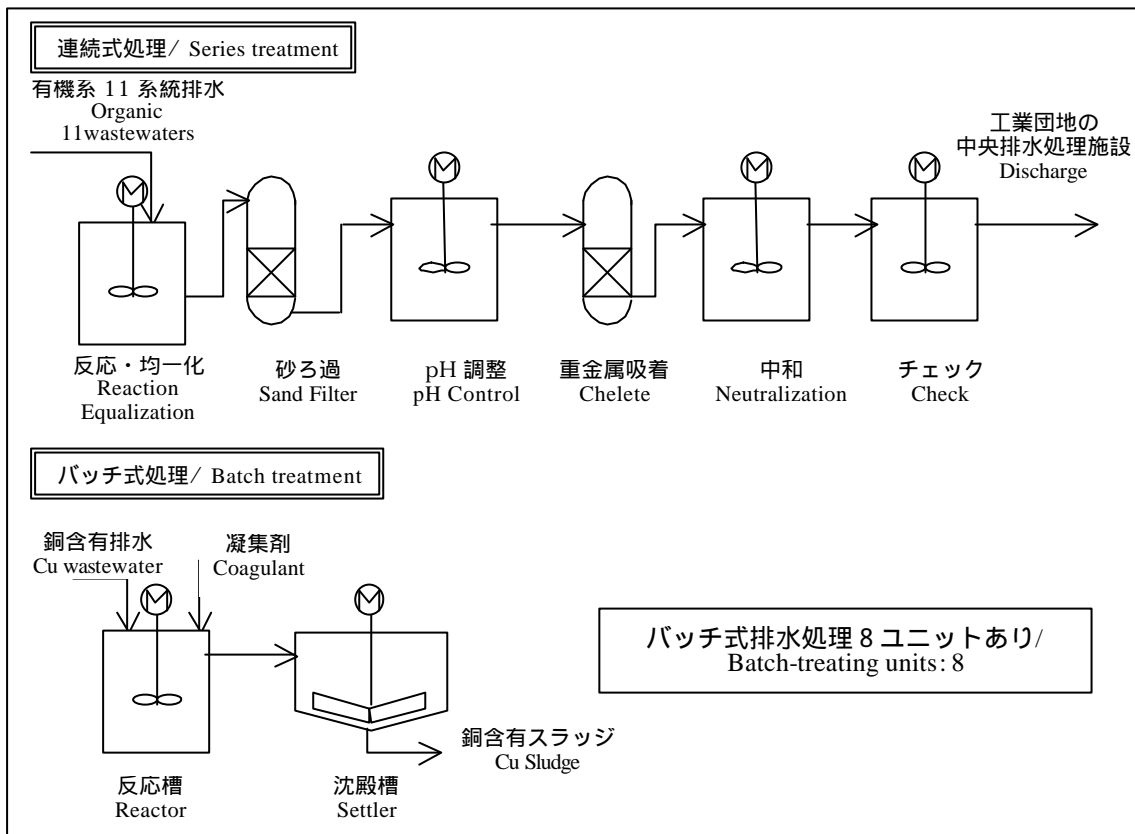 連続式処理/ Series treatment
有機系 11 系統排水
Organic
11wastewaters
工業団地の
中央排水処理施設
Discharge
M
M
M
M
反応・均一化
Reaction
Equalization
砂ろ過
Sand Filter
pH 調整
pH Control
重金属吸着
Chelete
中和
Neutralization
チェック
Check
バッチ式処理/ Batch treatment
銅含有排水
Cu wastewater
凝集剤
Coagulant
M
M
バッチ式排水処理 8 ユニットあり/
Batch-treating units: 8
銅含有スラッジ
Cu Sludge
反応槽
Reactor
沈殿槽
Settler